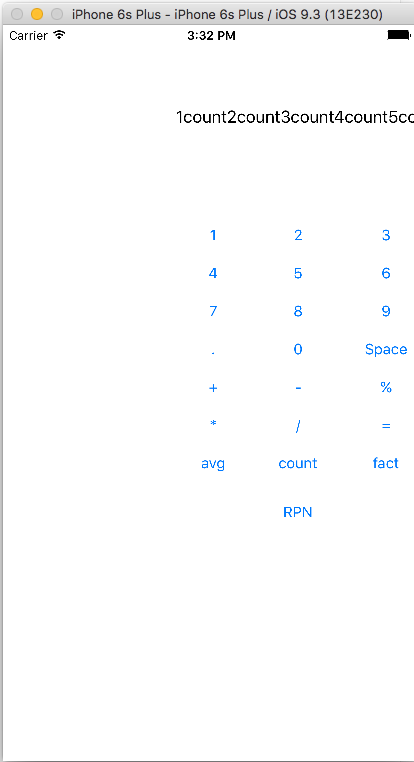 iPhone 6s Plus - iPhone 6s Plus / iOS 9.3 (13E230)
Carrier 3:32 PM
1count2count3count4count5co
1 2 3
4 5 6
7 8 9
. 0 Space
+ - %
* / =
avg count fact
RPN